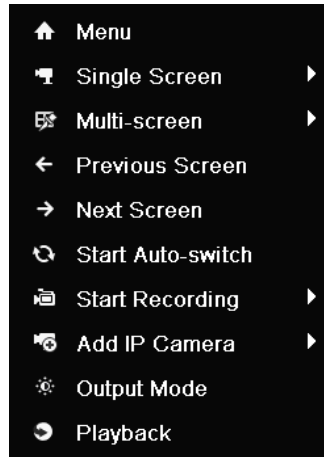 Menu
Single Screen
Multi-screen
Previous Screen
Next Screen
Start Auto-switch
Start Recording
Add IP Camera
Output Mode
Playback